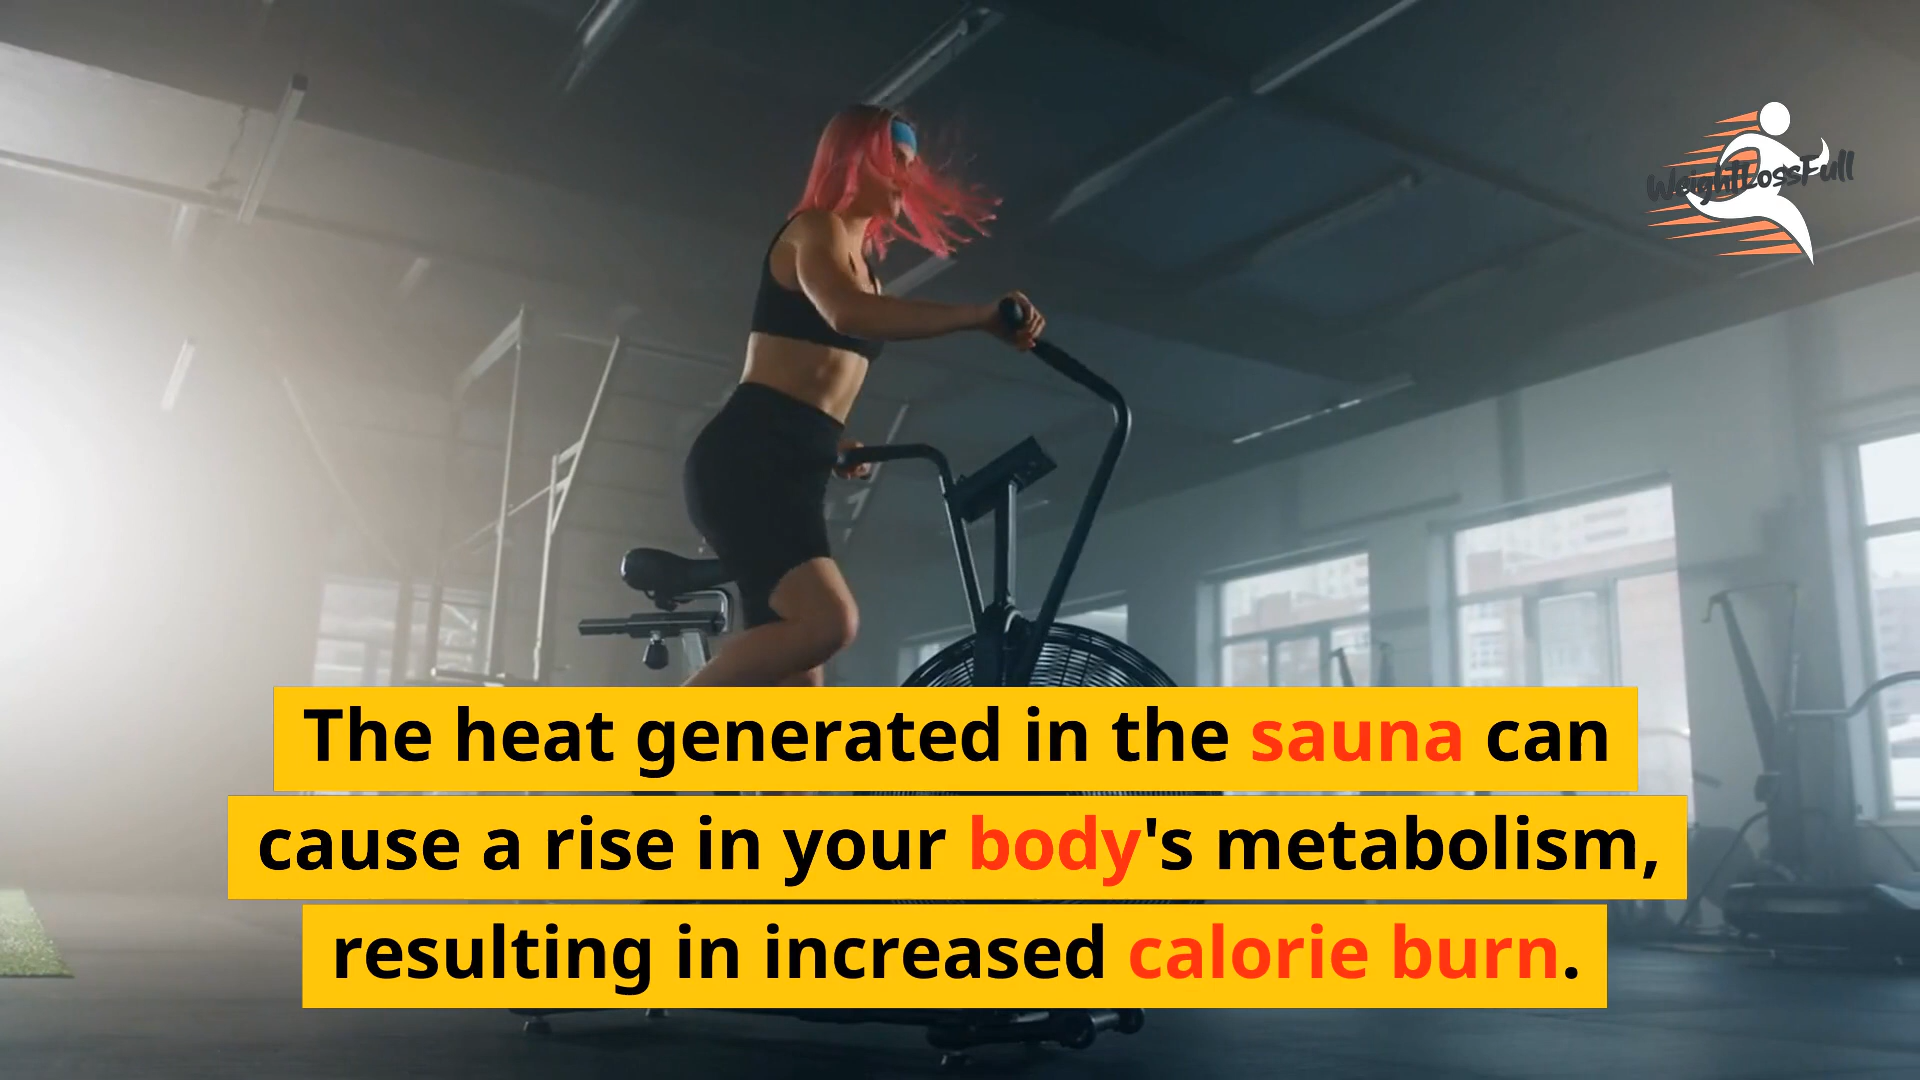 WeightLossFull
The heat generated in the sauna can
cause a rise in your body's metabolism,
resulting in increased calorie burn.